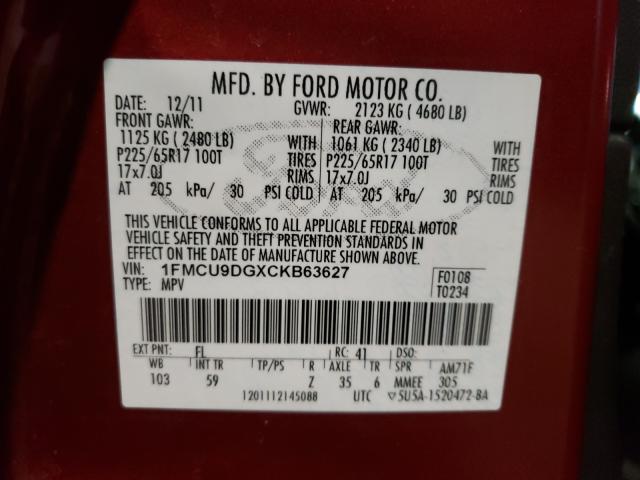 MFD. BY FORD MOTOR CO.
DATE: 12/11 GVWR: 2123 KG ( 4680 LB)
FRONT GAWR: REAR GAWR:
1125 KG ( 2480 LB) WITH 1061 KG ( 2340 LB) WITH
P225/65R17 100T TIRES P225/65R17 100T TIRES
17x7.0J RIMS 17x7.0J RIMS
AT 205 kPa/ 30 PSI COLD AT 205 kPa/ 30 PSI COLD
THIS VEHICLE CONFORMS TO ALL APPLICABLE FEDERAL MOTOR
VEHICLE SAFETY AND THEFT PREVENTION STANDARDS IN
EFFECT ON THE DATE OF MANUFACTURE SHOWN ABOVE.
VIN: 1FMCU9DGXCKB63627 F0108
TYPE: MPV T0234
EXT PNT: FL RC: 41 DSO:
WB INT TR TP/PS R AXLE TR SPR AM71F
103 59 Z 35 6 MMEE 305
1201112145088 UTC ▽5U5A-1520472-BA